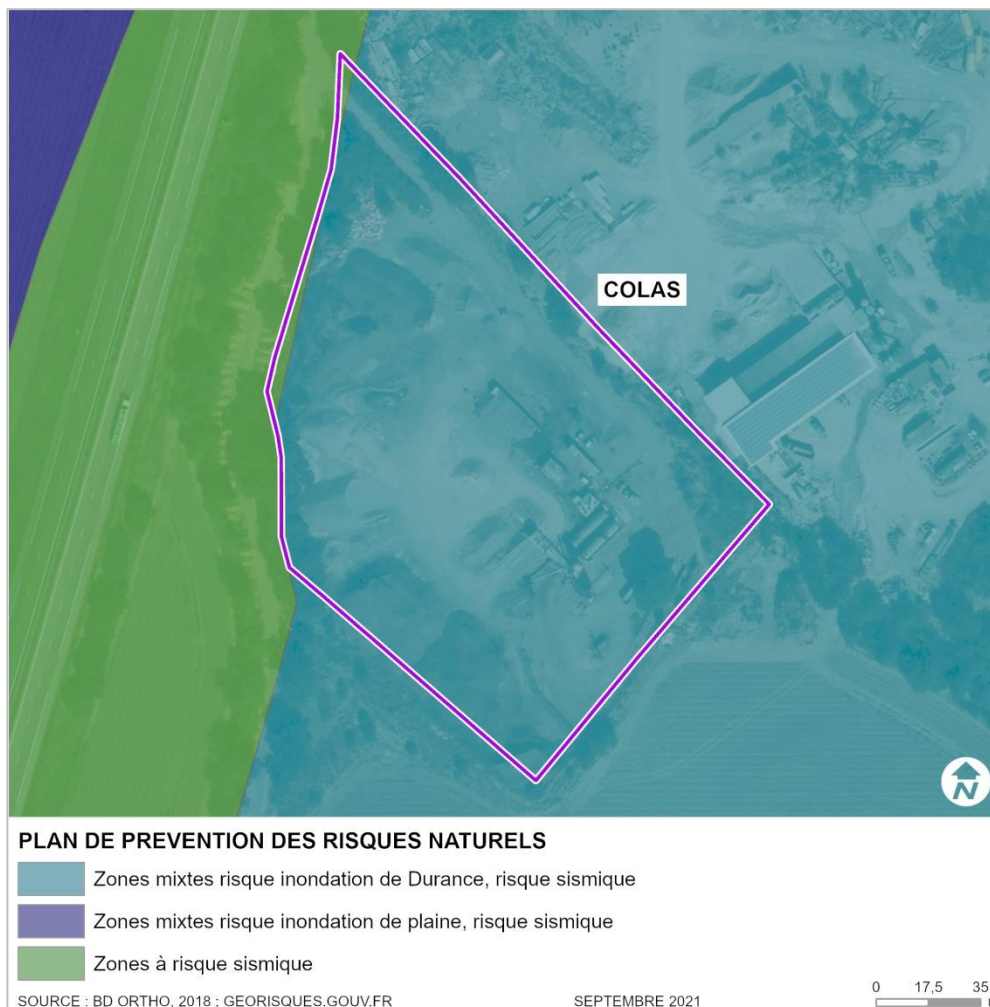 COLAS
N
PLAN DE PREVENTION DES RISQUES NATURELS
Zones mixtes risque inondation de Durance, risque sismique
Zones mixtes risque inondation de plaine, risque sismique
Zones à risque sismique
0 17,5 35
SOURCE : BD ORTHO, 2018 ; GEORISQUES.GOUV.FR SEPTEMBRE 2021